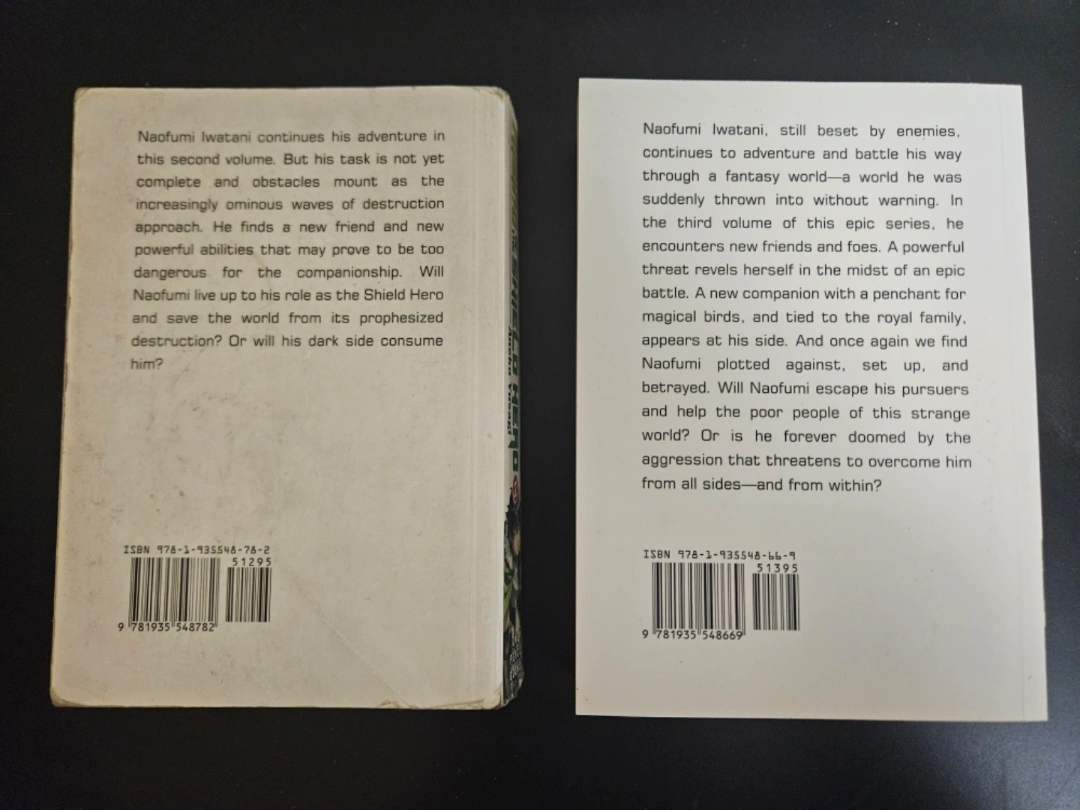 Naofumi Iwatani continues his adventure in
this second volume. But his task is not yet
complete and obstacles mount as the
increasingly ominous waves of destruction
approach. He finds a new friend and new
powerful abilities that may prove to be too
dangerous for the companionship. Will
Naofumi live up to his role as the Shield Hero
and save the world from its prophesized
destruction? Or will his dark side consume
him?
ISBN 978-1-935548-78-2
51295
9 781935 548782
SHIELD HERO
Aneko Yusagi
Naofumi Iwatani, still beset by enemies,
continues to adventure and battle his way
through a fantasy world—a world he was
suddenly thrown into without warning. In
the third volume of this epic series, he
encounters new friends and foes. A powerful
threat revels herself in the midst of an epic
battle. A new companion with a penchant for
magical birds, and tied to the royal family,
appears at his side. And once again we find
Naofumi plotted against, set up, and
betrayed. Will Naofumi escape his pursuers
and help the poor people of this strange
world? Or is he forever doomed by the
aggression that threatens to overcome him
from all sides—and from within?
ISBN 978-1-935548-66-9
51395
9 781935 548669